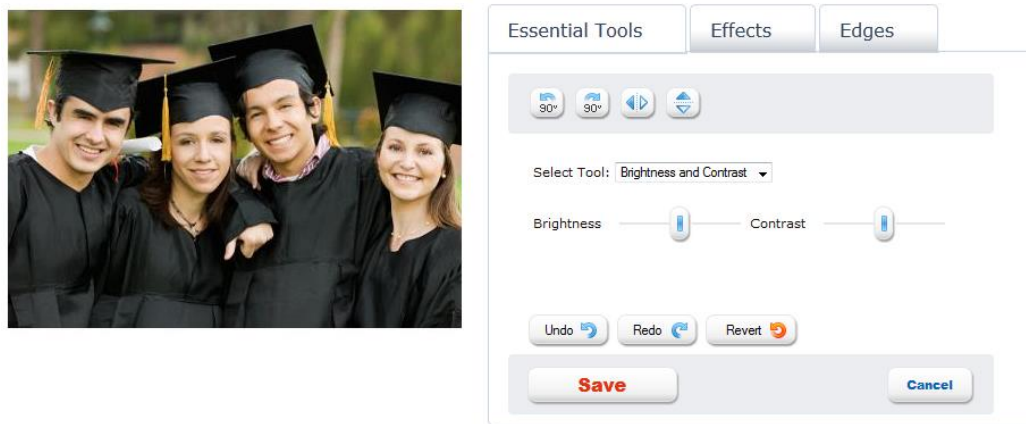 Essential Tools
Effects
Edges
90°
90°
Select Tool: Brightness and Contrast
Brightness
Contrast
Undo
Redo
Revert
Save
Cancel